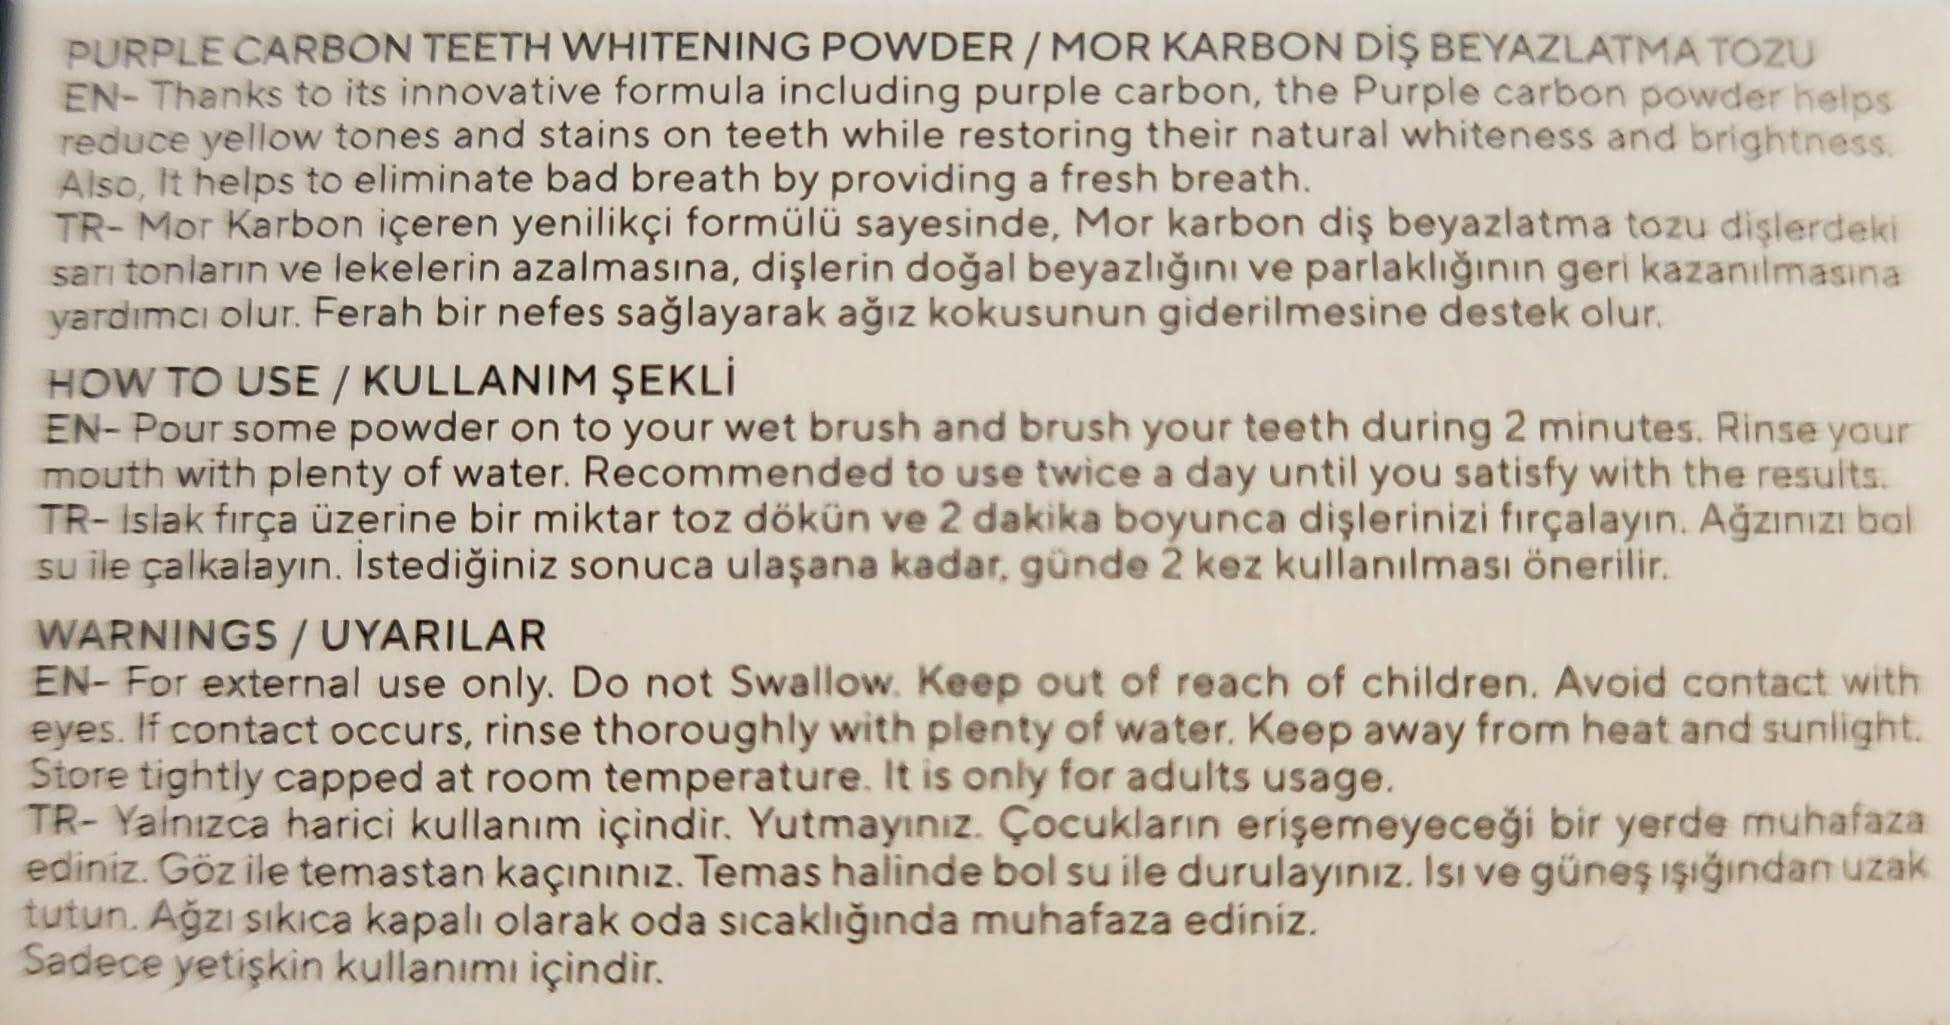 PURPLE CARBON TEETH WHITENING POWDER / MOR KARBON DİŞ BEYAZLATMA TOZU
EN- Thanks to its innovative formula including purple carbon, the Purple carbon powder helps
reduce yellow tones and stains on teeth while restoring their natural whiteness and brightness.
Also, It helps to eliminate bad breath by providing a fresh breath.
TR- Mor Karbon içeren yenilikçi formülü sayesinde, Mor karbon diş beyazlatma tozu dişlerdeki
sarı tonların ve lekelerin azalmasına, dişlerin doğal beyazlığını ve parlaklığının geri kazanılmasına
yardımcı olur. Ferah bir nefes sağlayarak ağız kokusunun giderilmesine destek olur.
HOW TO USE / KULLANIM ŞEKLİ
EN- Pour some powder on to your wet brush and brush your teeth during 2 minutes. Rinse your
mouth with plenty of water. Recommended to use twice a day until you satisfy with the results.
TR- Islak fırça üzerine bir miktar toz dökün ve 2 dakika boyunca dişlerinizi fırçalayın. Ağzınızı bol
su ile çalkalayın. İstediğiniz sonuca ulaşana kadar, günde 2 kez kullanılması önerilir.
WARNINGS / UYARILAR
EN- For external use only. Do not Swallow. Keep out of reach of children. Avoid contact with
eyes. If contact occurs, rinse thoroughly with plenty of water. Keep away from heat and sunlight.
Store tightly capped at room temperature. It is only for adults usage.
TR- Yalnızca harici kullanım içindir. Yutmayınız. Çocukların erişemeyeceği bir yerde muhafaza
ediniz. Göz ile temastan kaçınınız. Temas halinde bol su ile durulayınız. Isı ve güneş ışığından uzak
tutun. Ağzı sıkıca kapalı olarak oda sıcaklığında muhafaza ediniz.
Sadece yetişkin kullanımı içindir.